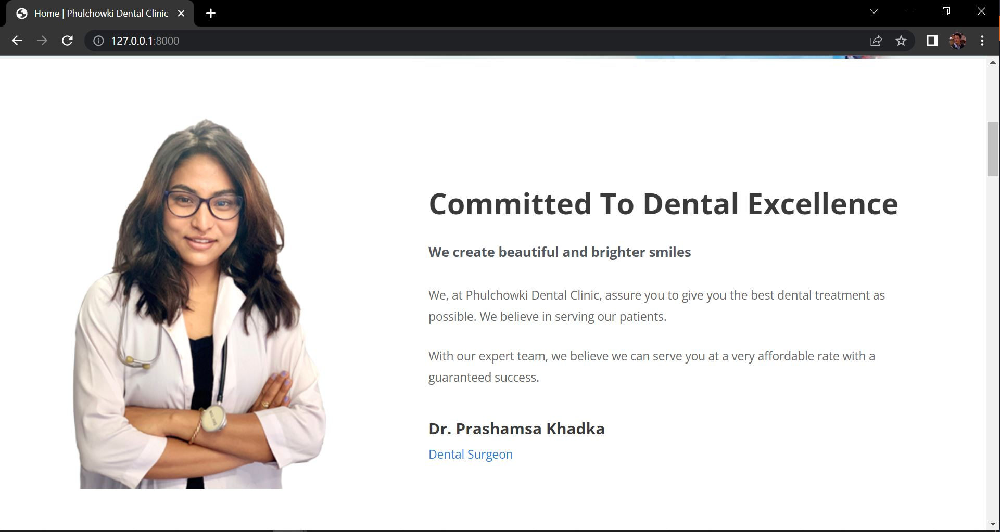 Home | Phulchowki Dental Clinic
127.0.0.1:8000
Committed To Dental Excellence
We create beautiful and brighter smiles
We, at Phulchowki Dental Clinic, assure you to give you the best dental treatment as
possible. We believe in serving our patients.
With our expert team, we believe we can serve you at a very affordable rate with a
guaranteed success.
Dr. Prashamsa Khadka
Dental Surgeon